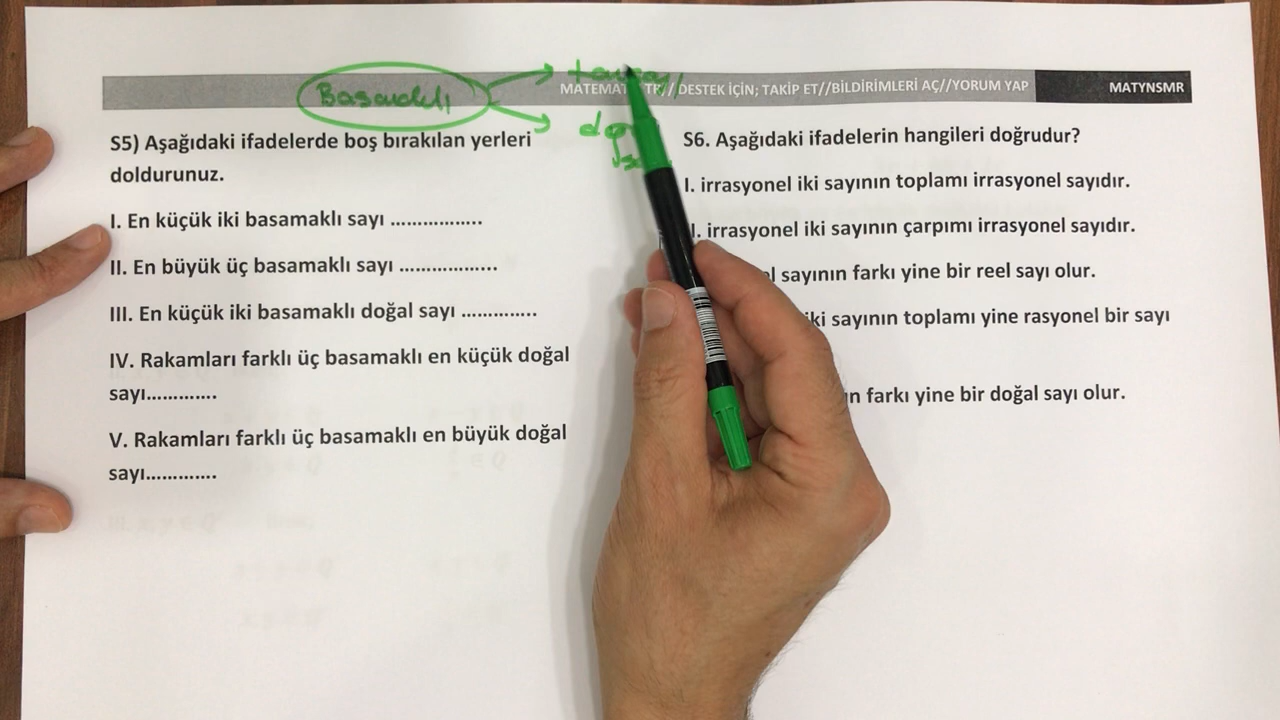 Basamaklı
MATEMAT TR// DESTEK İÇİN; TAKİP ET//BİLDİRİMLERİ AÇ//YORUM YAP
MATYNSMR
S5) Aşağıdaki ifadelerde boş bırakılan yerleri
doldurunuz.
I. En küçük iki basamaklı sayı ................
II. En büyük üç basamaklı sayı ................
III. En küçük iki basamaklı doğal sayı .............
IV. Rakamları farklı üç basamaklı en küçük doğal
sayı.............
V. Rakamları farklı üç basamaklı en büyük doğal
sayı.............
S6. Aşağıdaki ifadelerin hangileri doğrudur?
I. irrasyonel iki sayının toplamı irrasyonel sayıdır.
I. irrasyonel iki sayının çarpımı irrasyonel sayıdır.
sayının farkı yine bir reel sayı olur.
iki sayının toplamı yine rasyonel bir sayı
farkı yine bir doğal sayı olur.